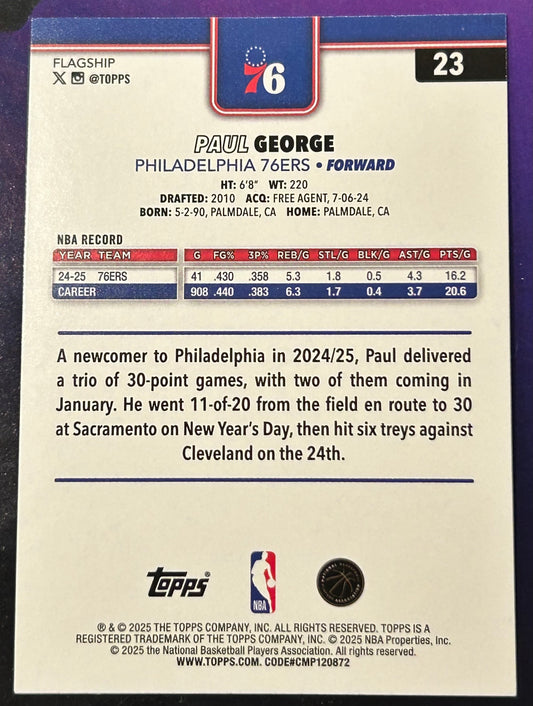 FLAGSHIP
X @TOPPS
76
23
PAUL GEORGE
PHILADELPHIA 76ERS • FORWARD
HT: 6'8" WT: 220
DRAFTED: 2010 ACQ: FREE AGENT, 7-06-24
BORN: 5-2-90, PALMDALE, CA HOME: PALMDALE, CA
NBA RECORD
YEAR TEAM G FG% 3P% REB/G STL/G BLK/G AST/G PTS/G
24-25 76ERS 41 .430 .358 5.3 1.8 0.5 4.3 16.2
CAREER 908 .440 .383 6.3 1.7 0.4 3.7 20.6
A newcomer to Philadelphia in 2024/25, Paul delivered
a trio of 30-point games, with two of them coming in
January. He went 11-of-20 from the field en route to 30
at Sacramento on New Year's Day, then hit six treys against
Cleveland on the 24th.
topps
NBA
® & © 2025 THE TOPPS COMPANY, INC. ALL RIGHTS RESERVED. TOPPS IS A
REGISTERED TRADEMARK OF THE TOPPS COMPANY, INC. © 2025 NBA Properties, Inc.
© 2025 the National Basketball Players Association. All rights reserved.
WWW.TOPPS.COM. CODE#CMP120872